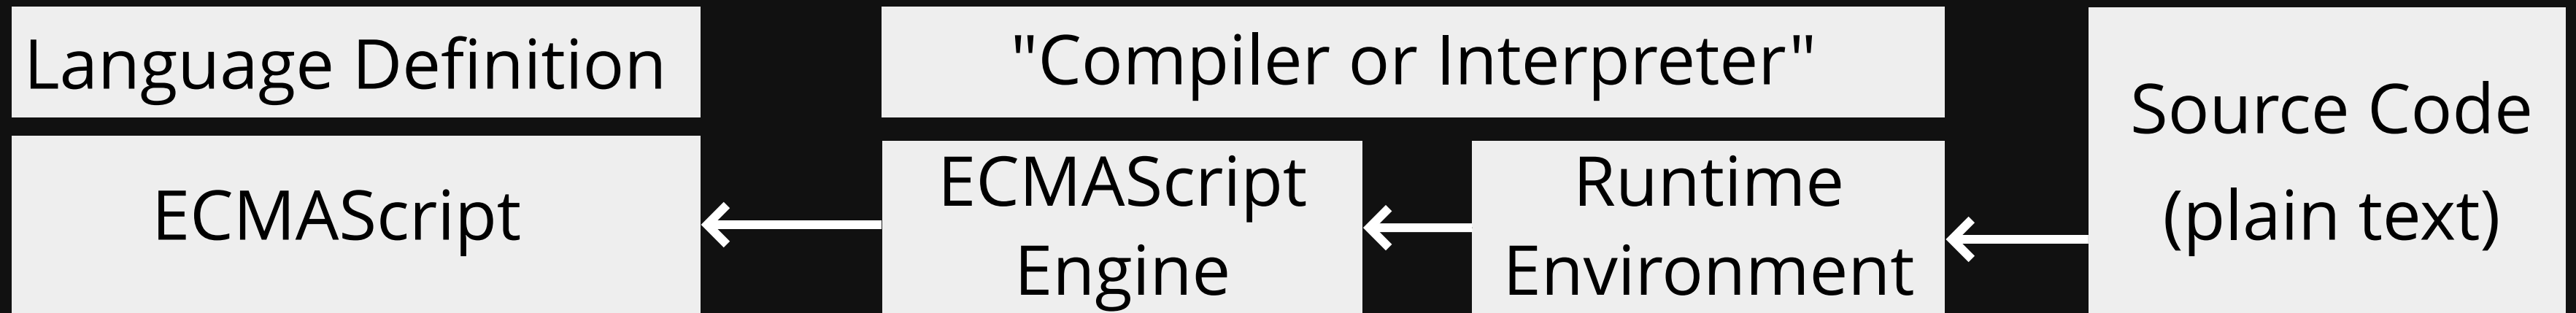 Language Definition
"Compiler or Interpreter"
Source Code
(plain text)
ECMAScript
ECMAScript
Engine
Runtime
Environment